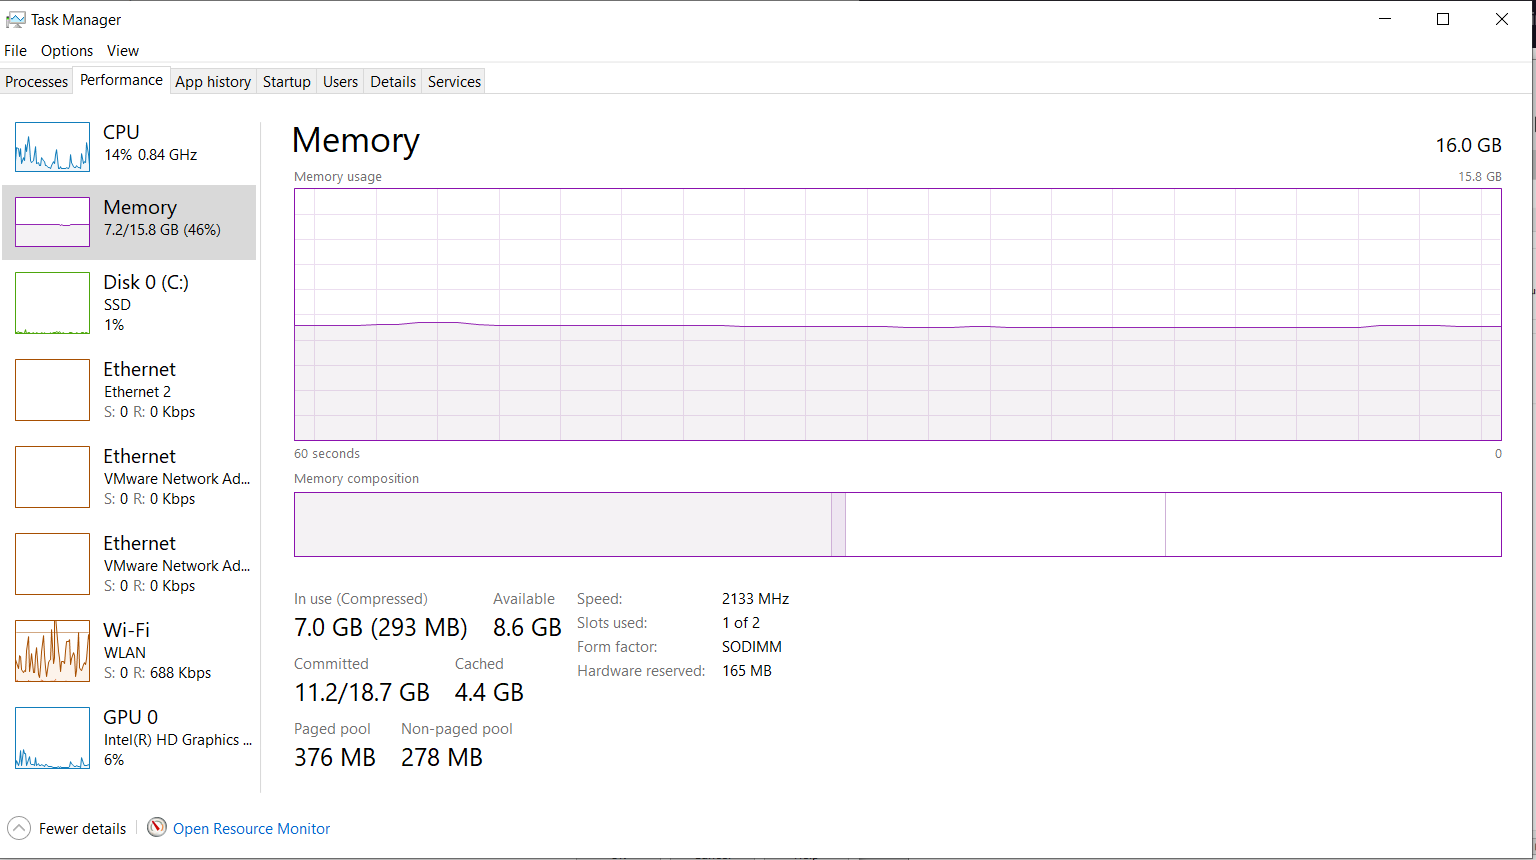 Task Manager
File Options View
Processes Performance App history Startup Users Details Services
CPU
14% 0.84 GHz
Memory
7.2/15.8 GB (46%)
Disk 0 (C:)
SSD
1%
Ethernet
Ethernet 2
S: 0 R: 0 Kbps
Ethernet
VMware Network Ad...
S: 0 R: 0 Kbps
Ethernet
VMware Network Ad...
S: 0 R: 0 Kbps
Wi-Fi
WLAN
S: 0 R: 688 Kbps
GPU 0
Intel(R) HD Graphics ...
6%
Memory 16.0 GB
Memory usage 15.8 GB
60 seconds 0
Memory composition
In use (Compressed) Available
7.0 GB (293 MB) 8.6 GB
Committed Cached
11.2/18.7 GB 4.4 GB
Paged pool Non-paged pool
376 MB 278 MB
Speed: 2133 MHz
Slots used: 1 of 2
Form factor: SODIMM
Hardware reserved: 165 MB
Fewer details Open Resource Monitor